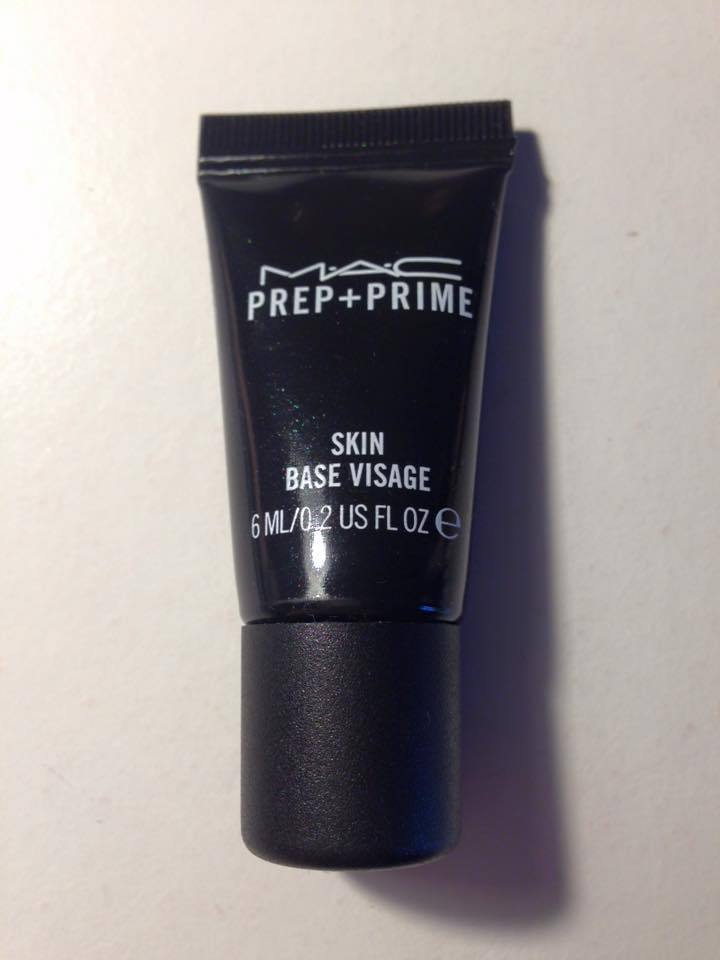 M·A·C
PREP+PRIME
SKIN
BASE VISAGE
6 ML/0.2 US FL OZ ℮